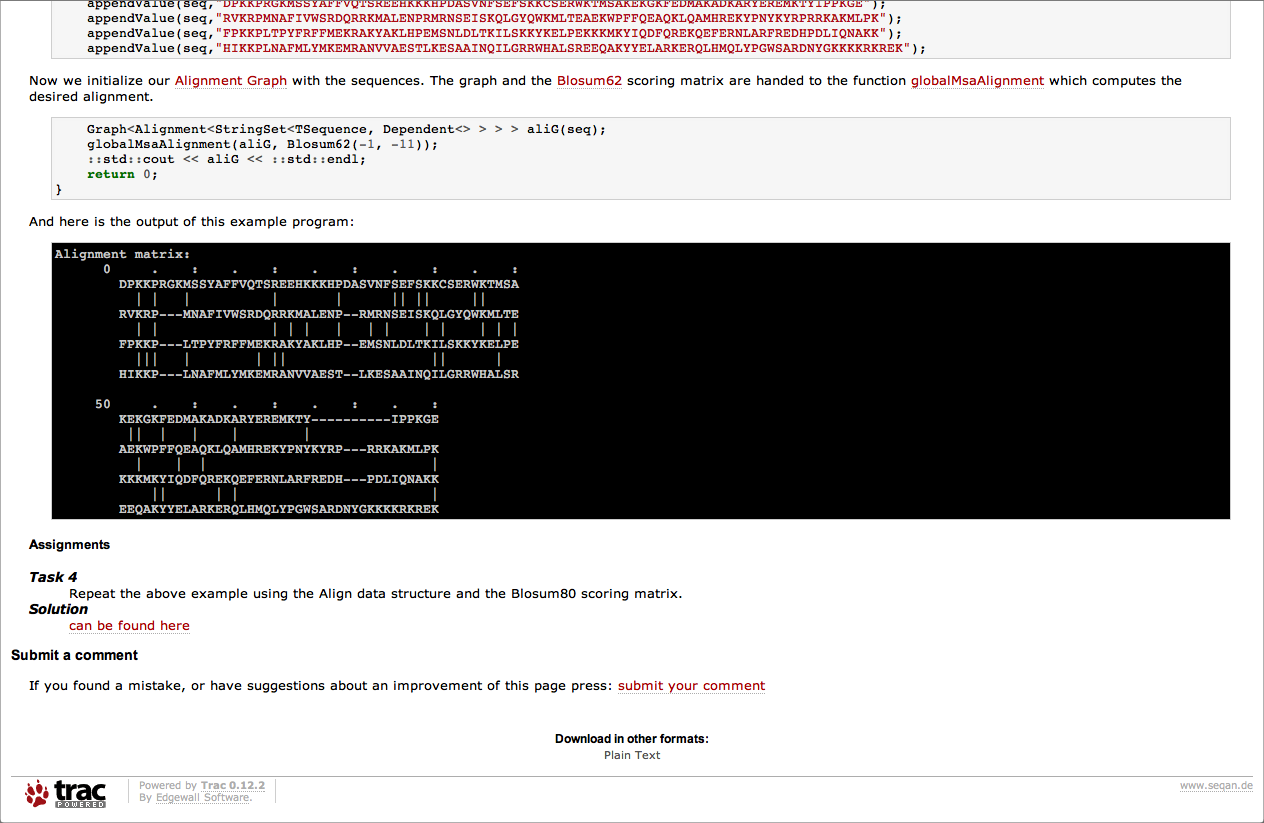 appendValue(seq,"DPKKPRGKMSSYAFFVQTSREEHKKKHPDASVNFSEFSKKCSERWKTMSAKEKGKFEDMAKADKARYEREMKTYIPPKGE");
appendValue(seq,"RVKRPMNAFIVWSRDQRRKMALENPRMRNSEISKQLGYQWKMLTEAEKWPFFQEAQKLQAMHREKYPNYKYRPRRKAKMLPK");
appendValue(seq,"FPKKPLTPYFRFFMEKRAKYAKLHPEMSNLDLTKILSKKYKELPEKKKMKYIQDFQREKQEFERNLARFREDHPDLIQNAKK");
appendValue(seq,"HIKKPLNAFMLYMKEMRANVVAESTLKESAAINQILGRRWHALSREEQAKYYELARKERQLHMQLYPGWSARDNYGKKKKRKREK");
Now we initialize our Alignment Graph with the sequences. The graph and the Blosum62 scoring matrix are handed to the function globalMsaAlignment which computes the
desired alignment.
Graph<Alignment<StringSet<TSequence, Dependent<> > > > aliG(seq);
globalMsaAlignment(aliG, Blosum62(-1, -11));
::std::cout << aliG << ::std::endl;
return 0;
}
And here is the output of this example program:
Alignment matrix:
0 . : . : . : . : . :
DPKKPRGKMSSYAFFVQTSREEHKKKHPDASVNFSEFSKKCSERWKTMSA
| | | | | || || ||
RVKRP---MNAFIVWSRDQRRKMALENP--RMRNSEISKQLGYQWKMLTE
| | | | | | | | | | | | |
FPKKP---LTPYFRFFMEKRAKYAKLHP--EMSNLDLTKILSKKYKELPE
||| | | || || |
HIKKP---LNAFMLYMKEMRANVVAEST--LKESAAINQILGRRWHALSR
50 . : . : . : . :
KEKGKFEDMAKADKARYEREMKTY----------IPPKGE
|| | | | |
AEKWPFFQEAQKLQAMHREKYPNYKYRP---RRKAKMLPK
| | | |
KKKMKYIQDFQREKQEFERNLARFREDH---PDLIQNAKK
|| | | |
EEQAKYYELARKERQLHMQLYPGWSARDNYGKKKKRKREK
Assignments
Task 4
Repeat the above example using the Align data structure and the Blosum80 scoring matrix.
Solution
can be found here
Submit a comment
If you found a mistake, or have suggestions about an improvement of this page press: submit your comment
Download in other formats:
Plain Text
trac
POWERED
Powered by Trac 0.12.2
By Edgewall Software.
www.seqan.de